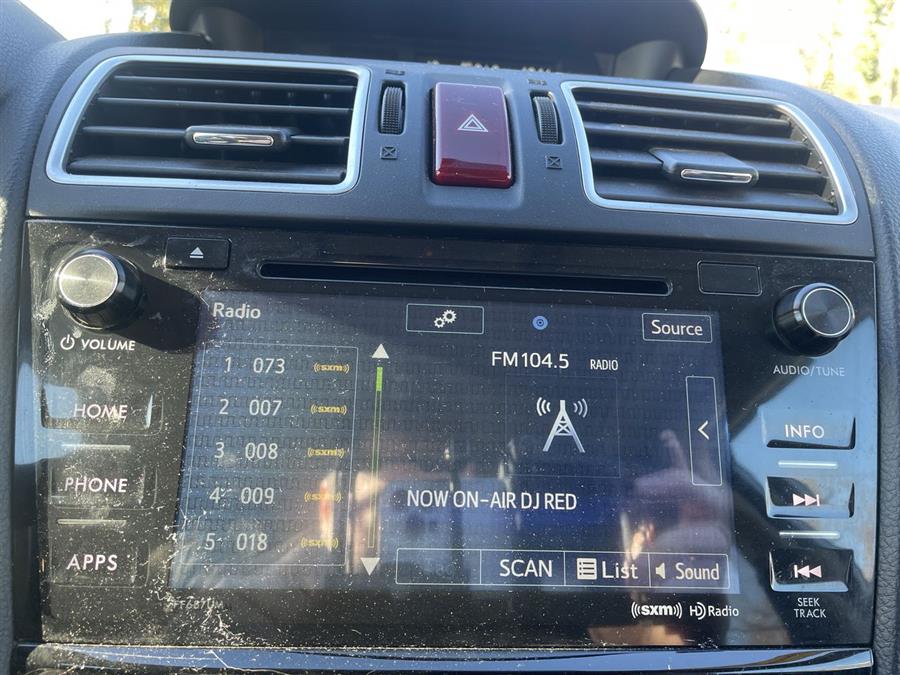 Radio
Source
1 073 ((sxm))
2 007 ((sxm))
3 008 ((sxm))
4 009 ((sxm))
5 018 ((sxm))
FM104.5 RADIO
NOW ON-AIR DJ RED
SCAN List Sound
VOLUME
HOME
PHONE
APPS
AUDIO/TUNE
INFO
SEEK
TRACK
((sxm)) HD Radio